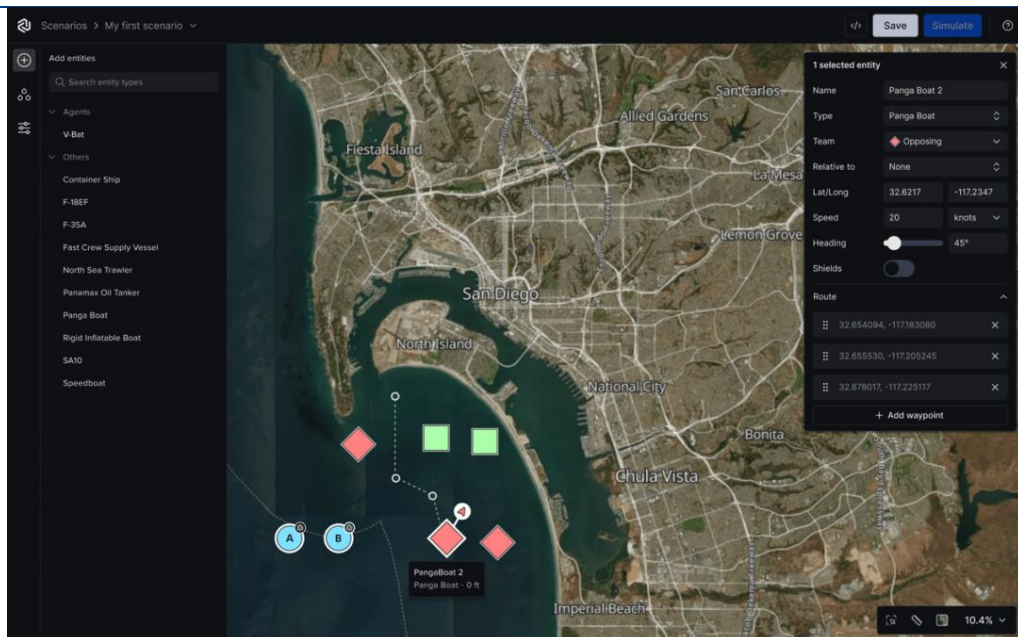 Scenarios > My first scenario
</> Save Simulate
Add entities
Search entity types
Agents
V-Bat
Others
Container Ship
F-18EF
F-35A
Fast Crew Supply Vessel
North Sea Trawler
Panamax Oil Tanker
Panga Boat
Rigid Inflatable Boat
SA10
Speedboat
San Carlos
Allied Gardens
Fiesta Island
La Mesa
Lemon Grove
San Diego
North Island
National City
Bonita
Chula Vista
Imperial Beach
A
B
PangaBoat 2
Panga Boat - 0 ft
1 selected entity
Name Panga Boat 2
Type Panga Boat
Team Opposing
Relative to None
Lat/Long 32.6217 -117.2347
Speed 20 knots
Heading 45°
Shields
Route
32.654094, -117.183080
32.655530, -117.205245
32.678017, -117.225117
+ Add waypoint
10.4%